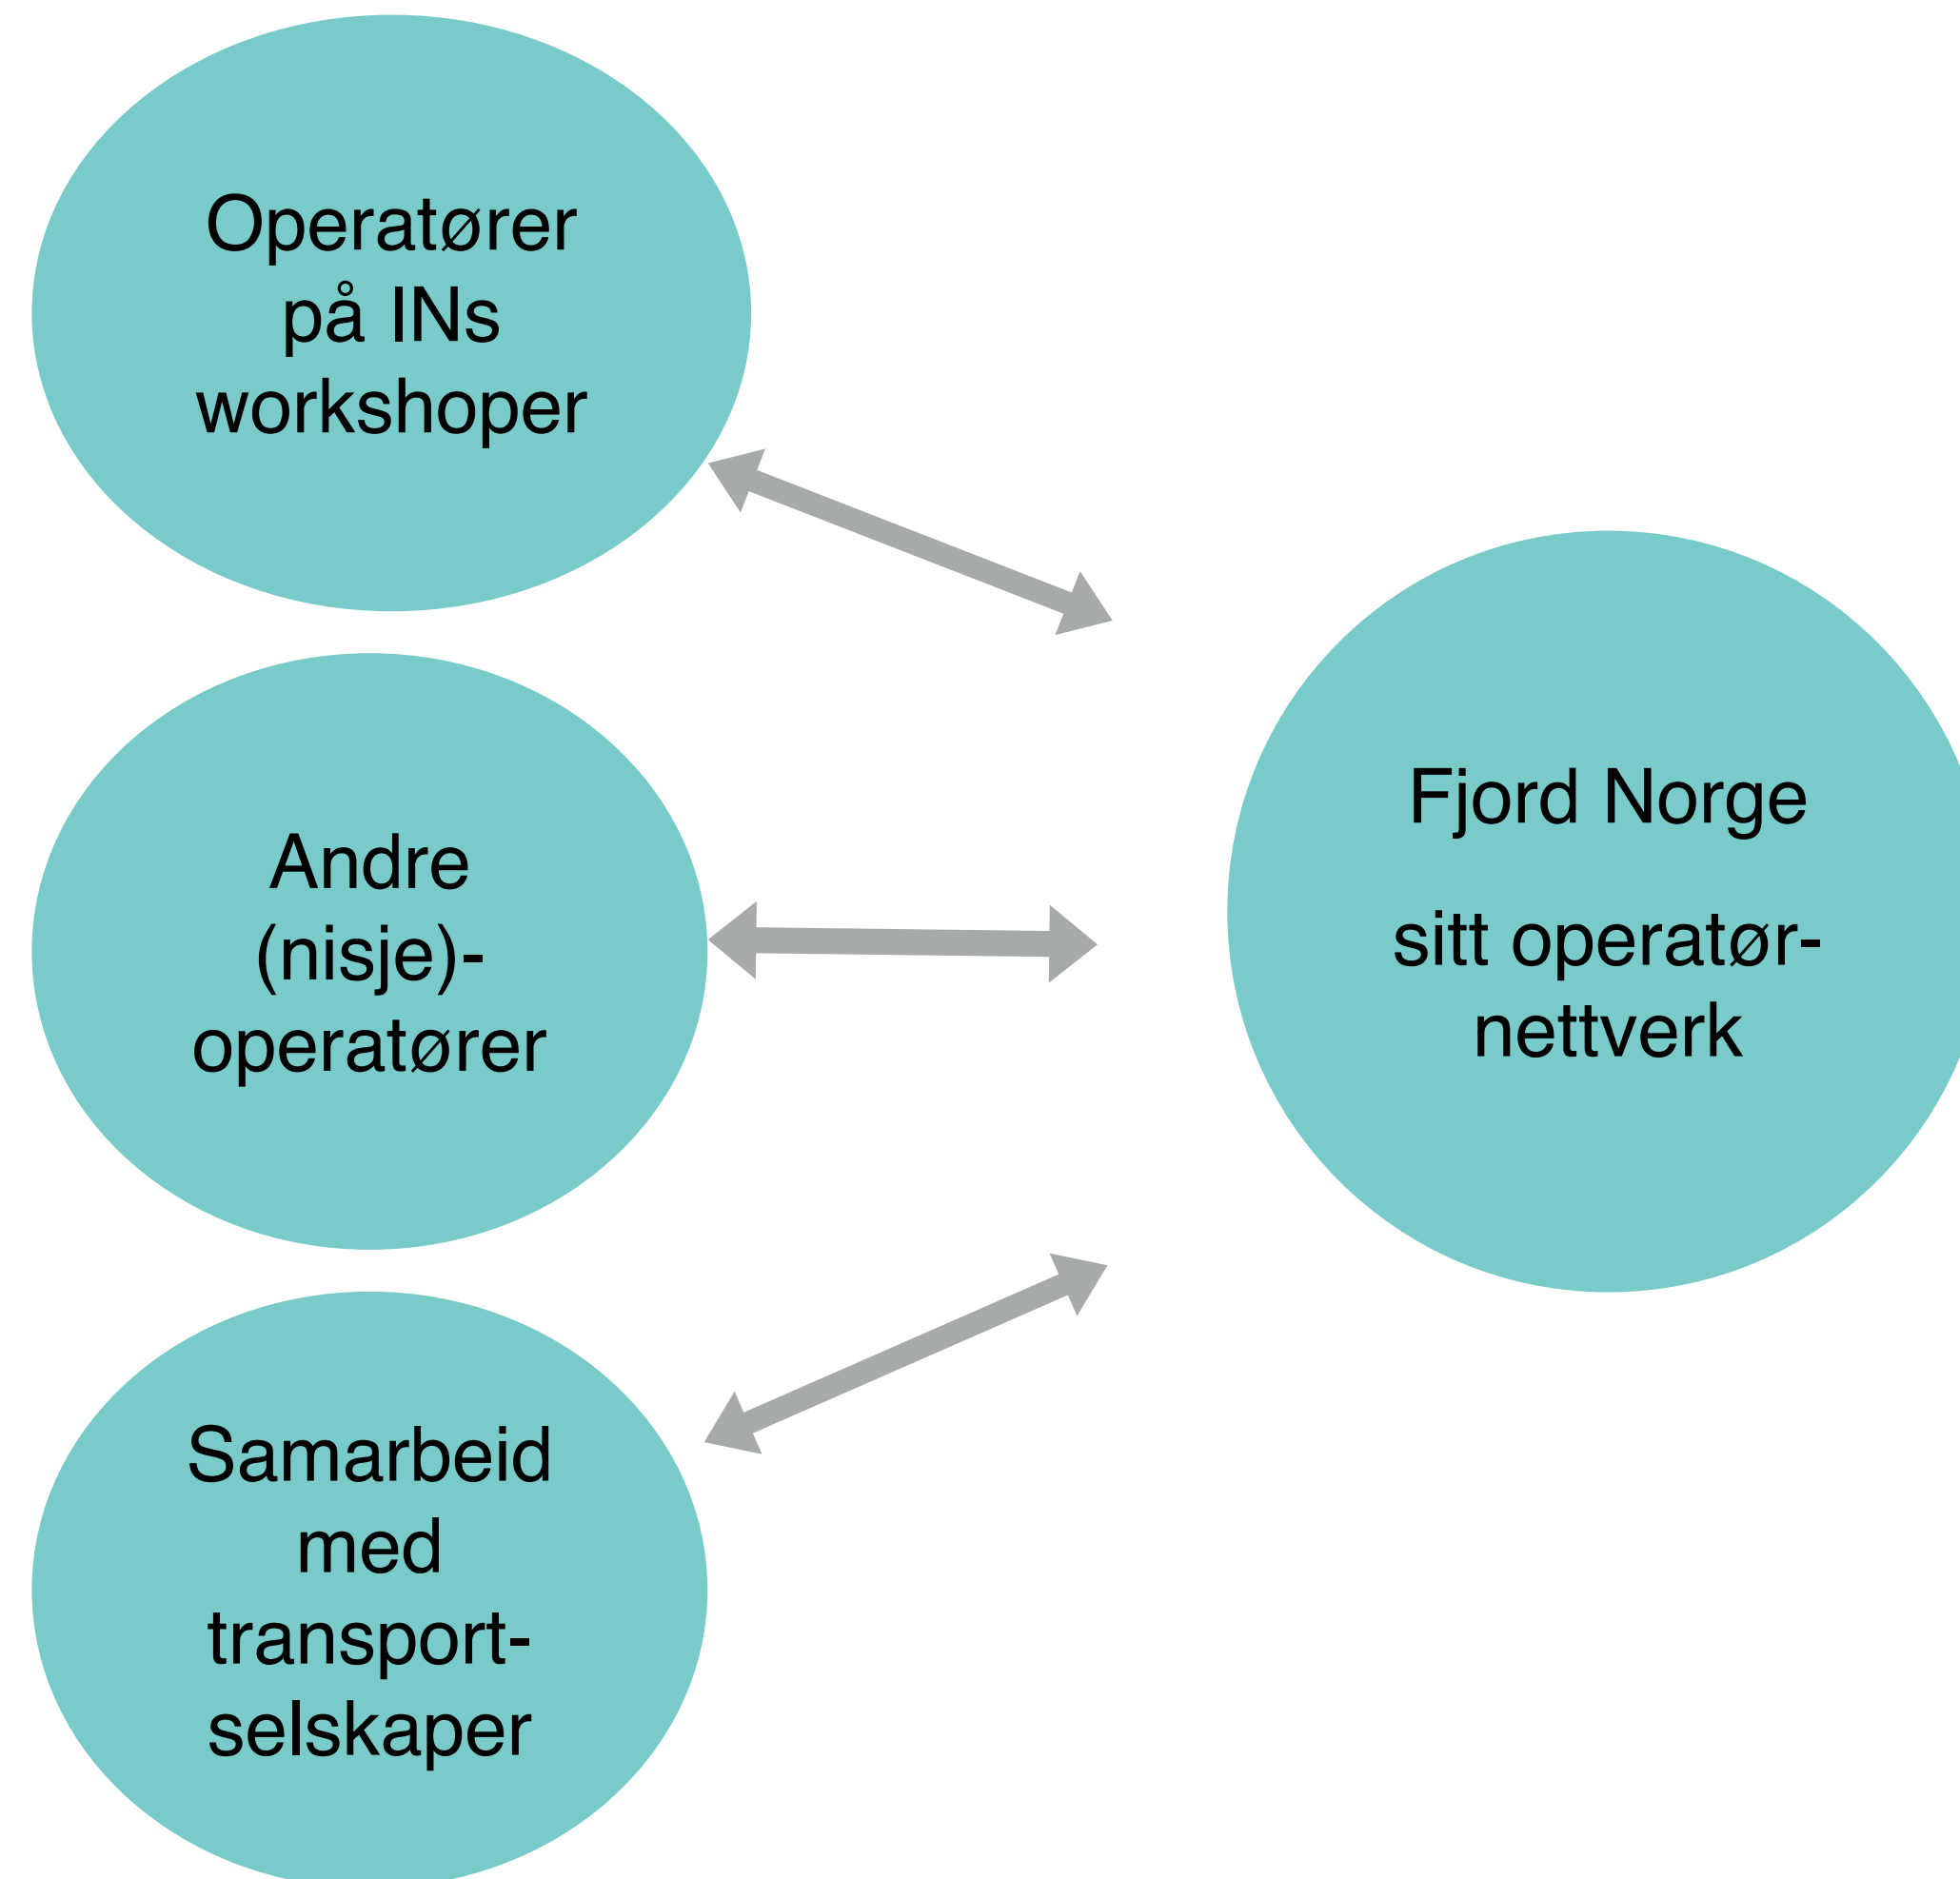 Operatører
på INs
workshoper
Andre
(nisje)-
operatører
Samarbeid
med
transport-
selskaper
Fjord Norge
sitt operatør-
nettverk